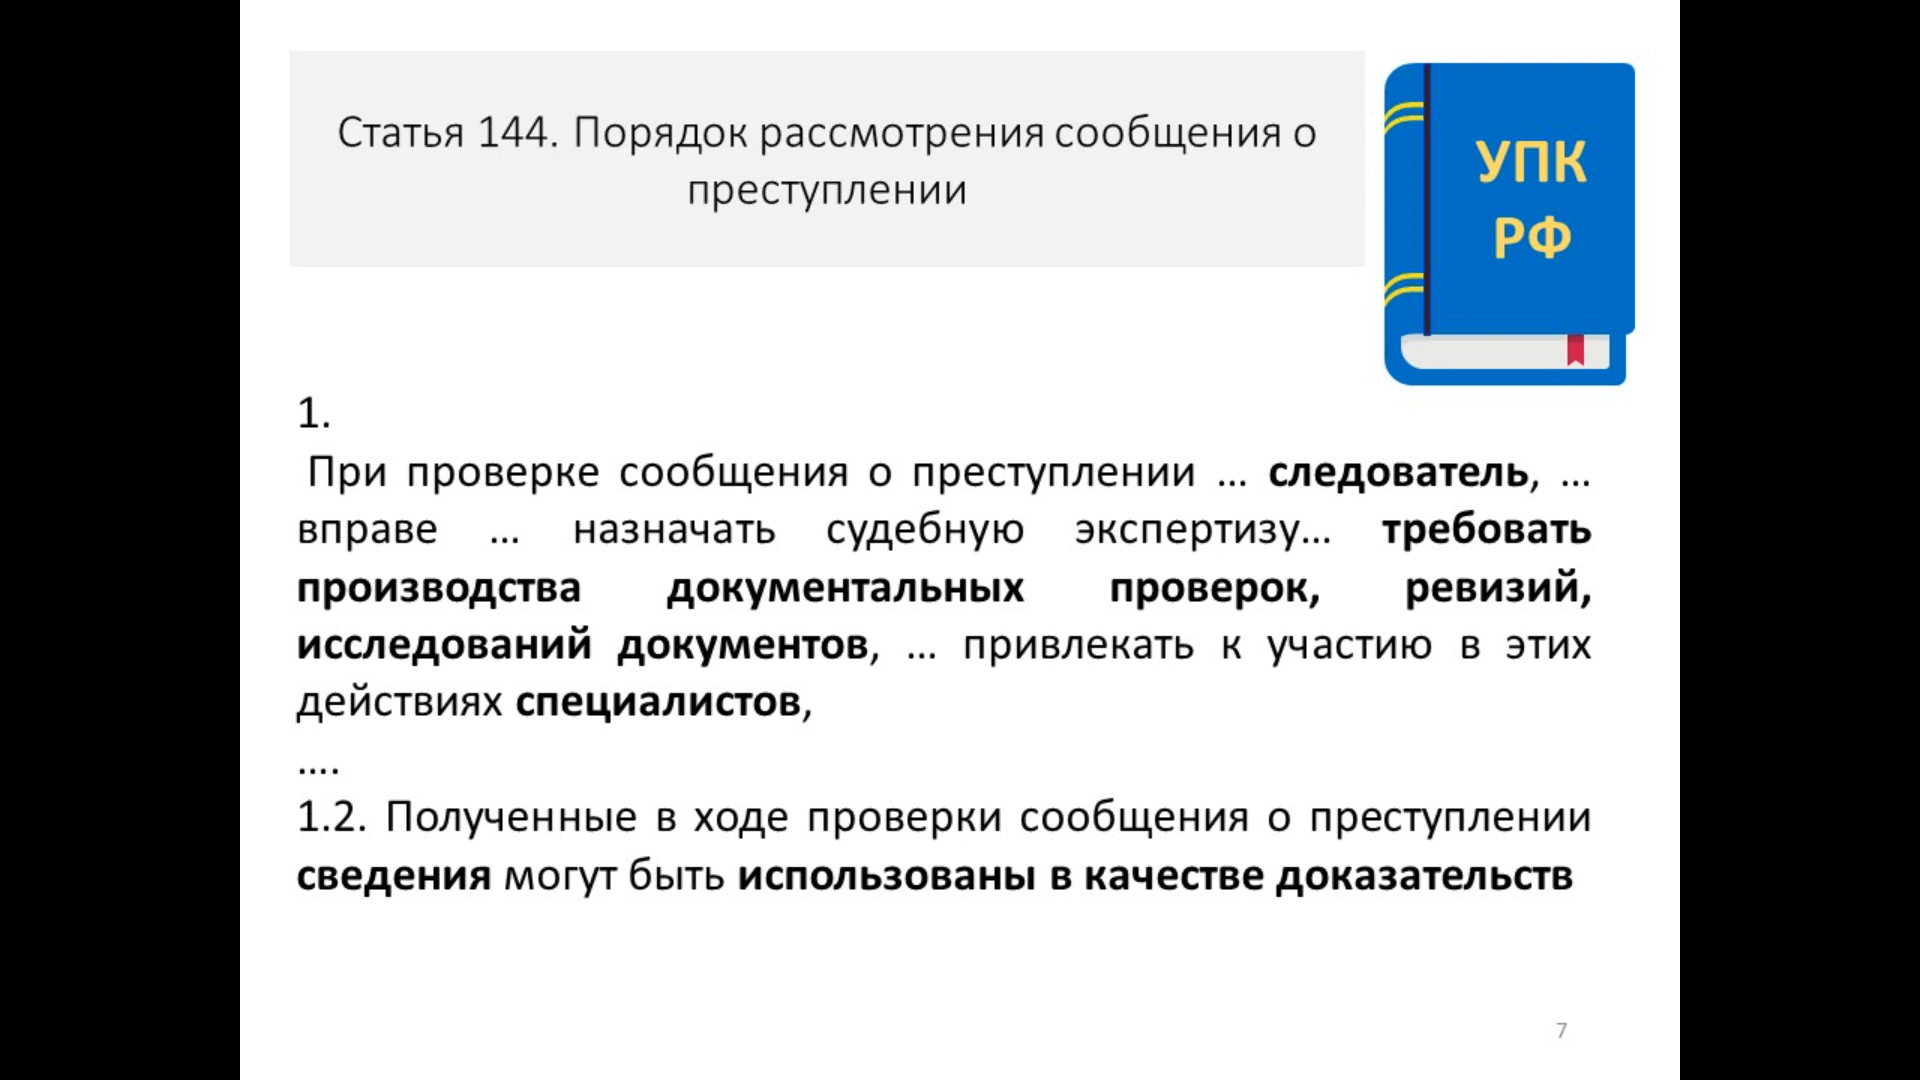 Статья 144. Порядок рассмотрения сообщения о
преступлении
УПК
РФ
1.
При проверке сообщения о преступлении ... следователь, ...
вправе ... назначать судебную экспертизу... требовать
производства документальных проверок, ревизий,
исследований документов, ... привлекать к участию в этих
действиях специалистов,
....
1.2. Полученные в ходе проверки сообщения о преступлении
сведения могут быть использованы в качестве доказательств
7